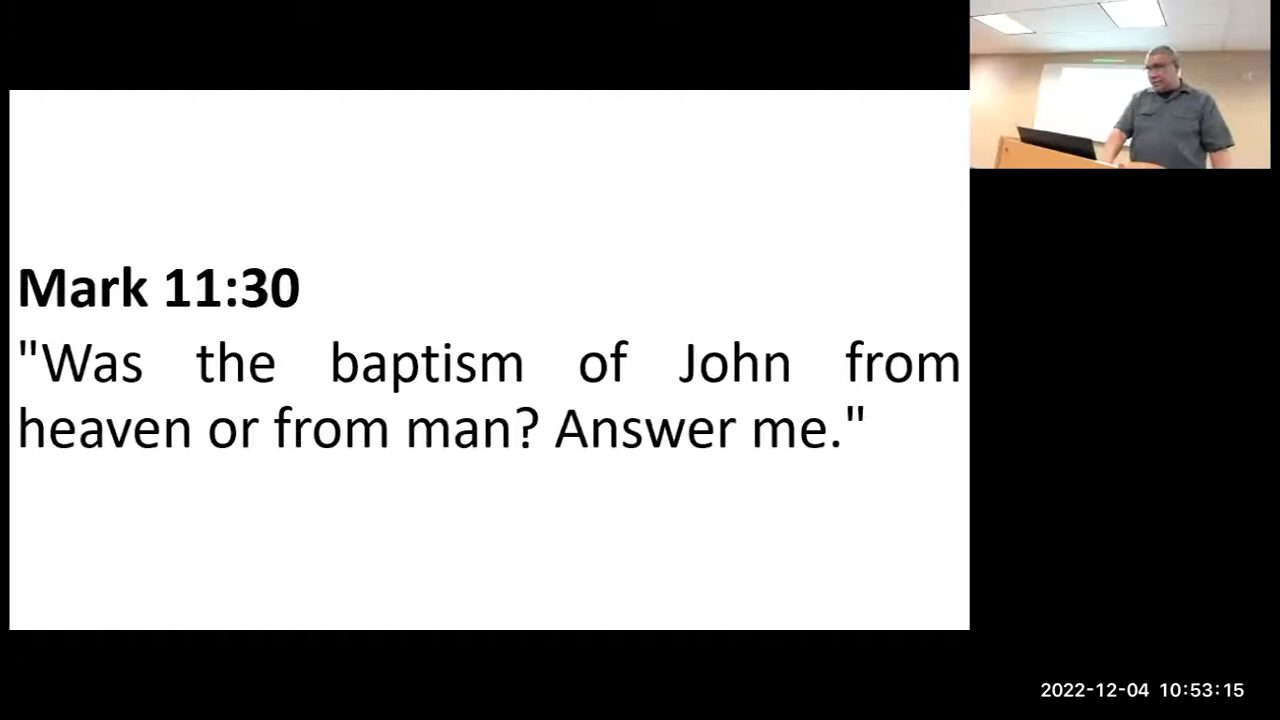 Mark 11:30
"Was the baptism of John from
heaven or from man? Answer me."
2022-12-04 10:53:15